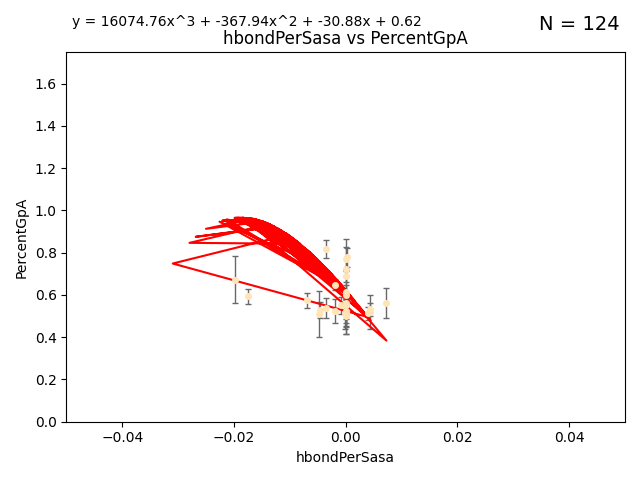 y = 16074.76x^3 + -367.94x^2 + -30.88x + 0.62
N = 124
hbondPerSasa vs PercentGpA
1.6
1.4
1.2
1.0
0.8
0.6
0.4
0.2
0.0
PercentGpA
−0.04 −0.02 0.00 0.02 0.04
hbondPerSasa